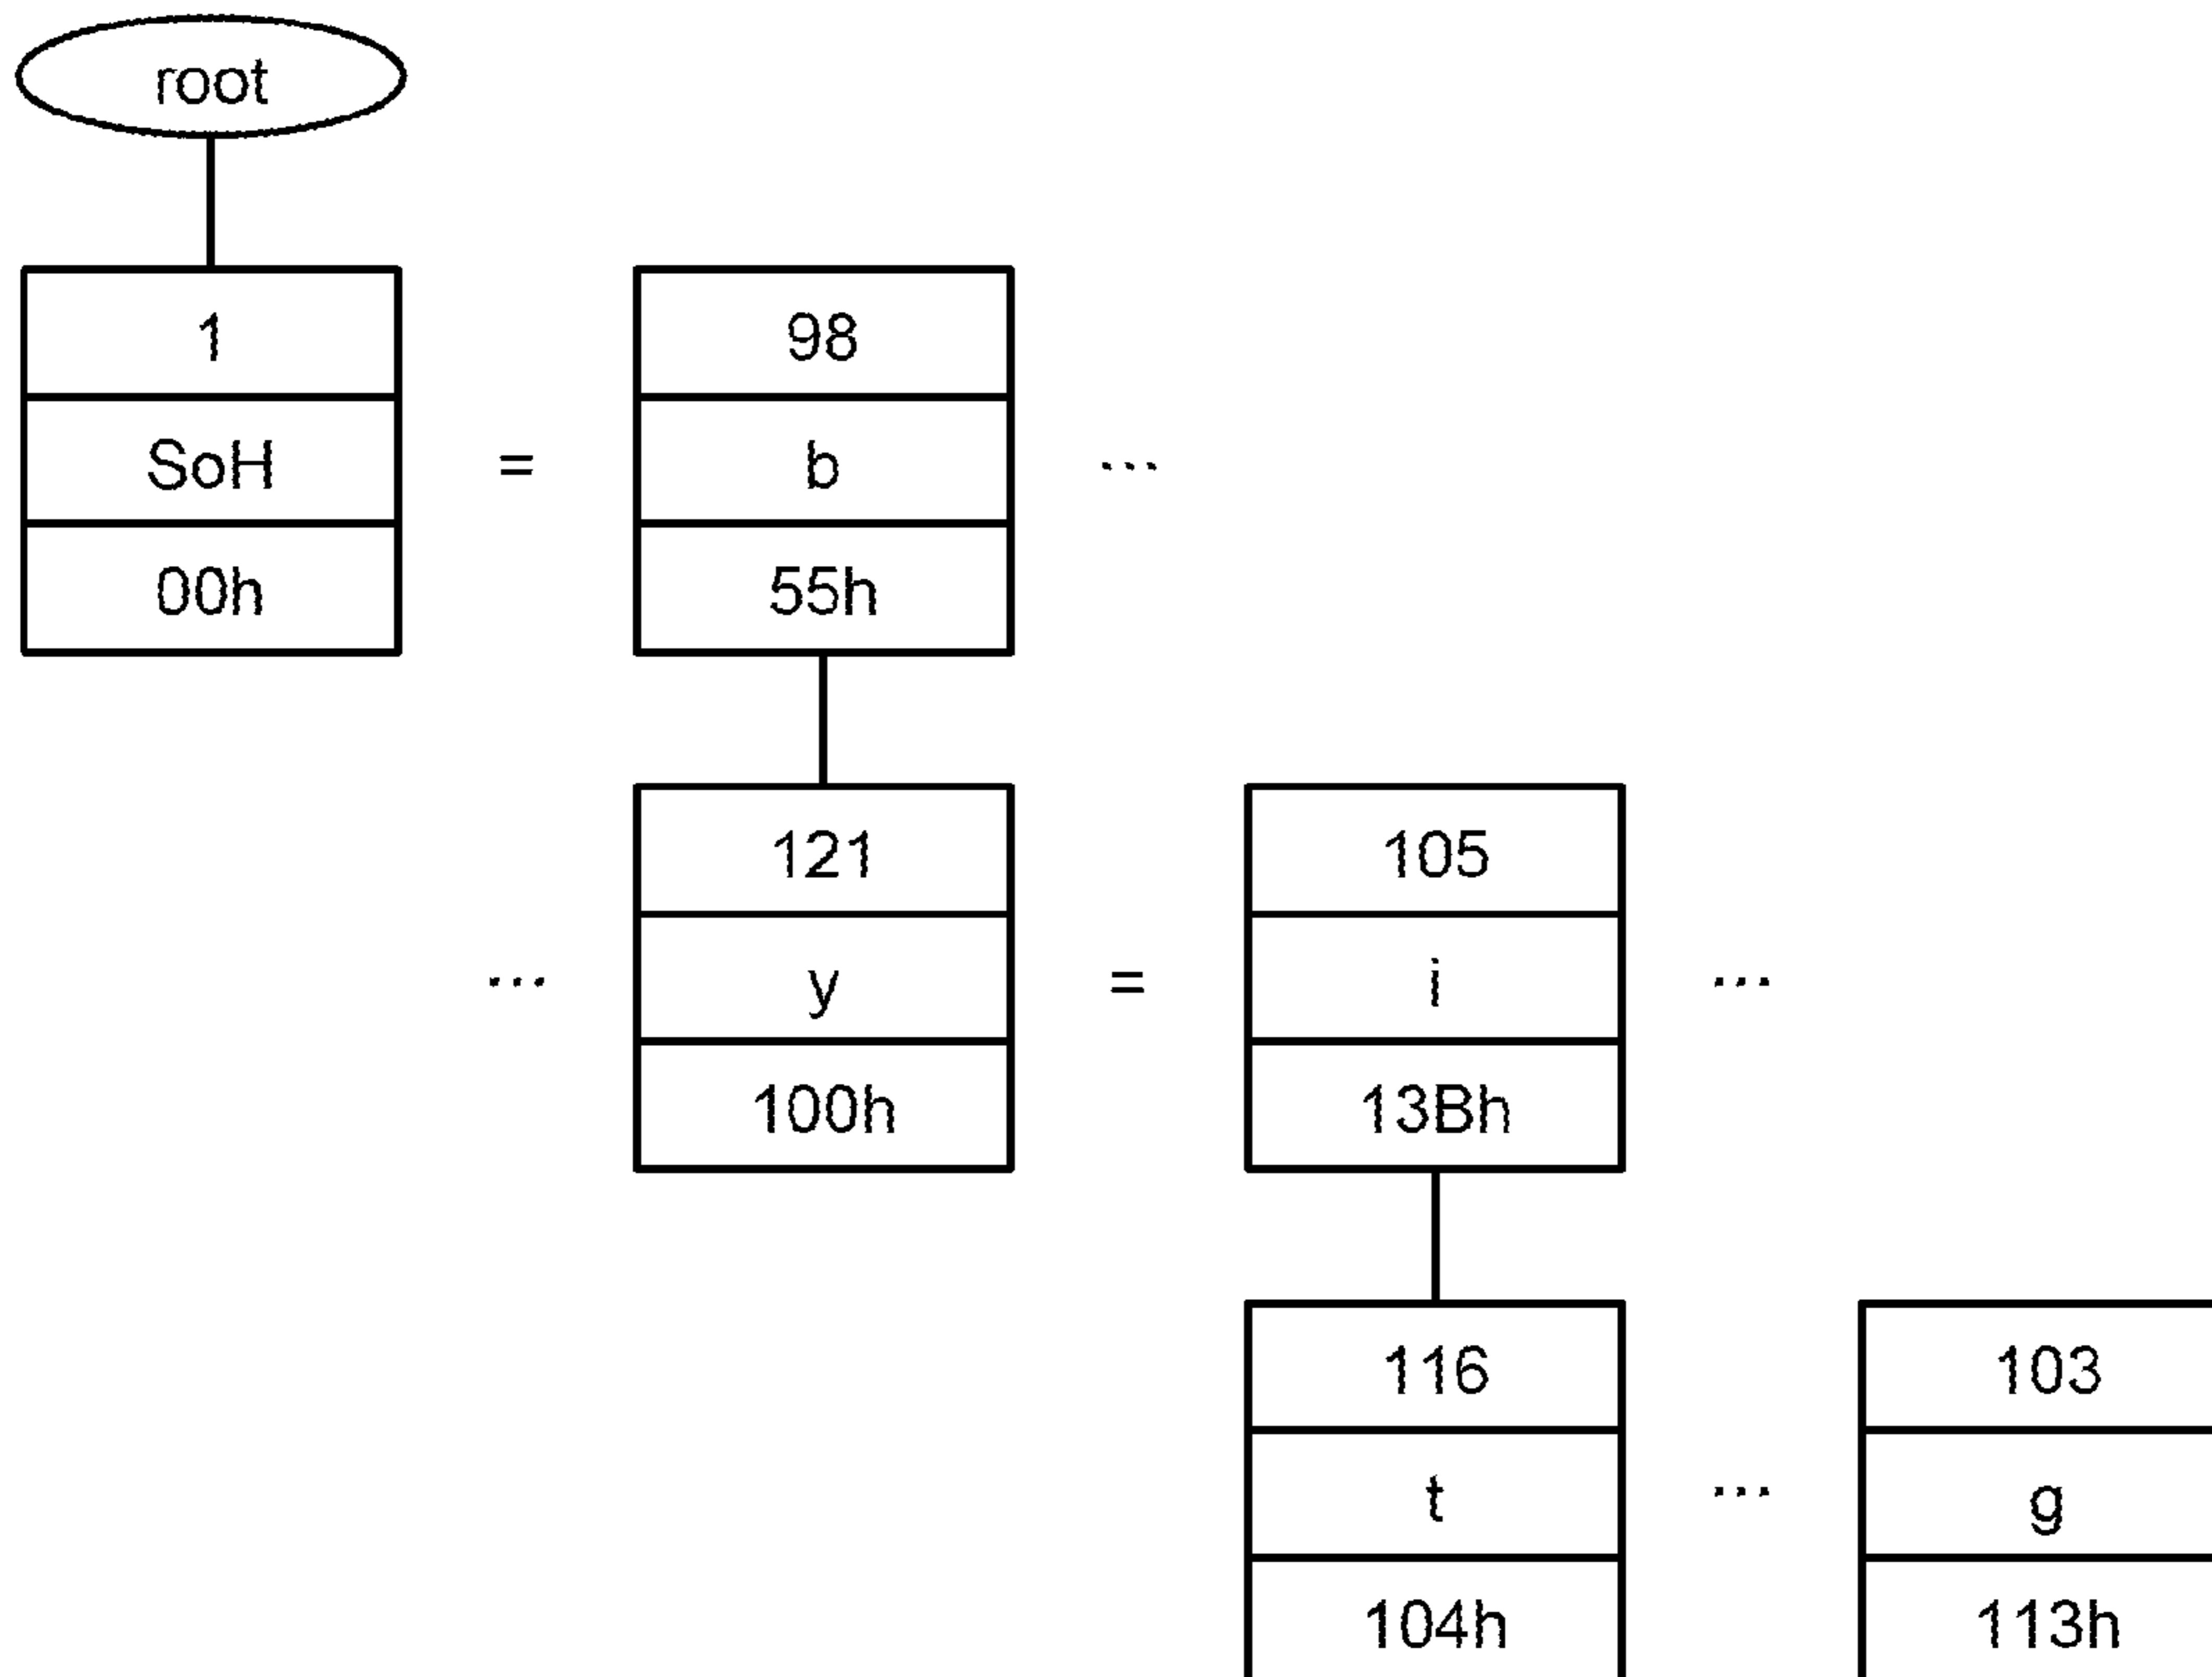 root
1
98
SoH = b ...
00h
55h
121
105
... y = i ...
100h
13Bh
116
103
t ... g
104h
113h